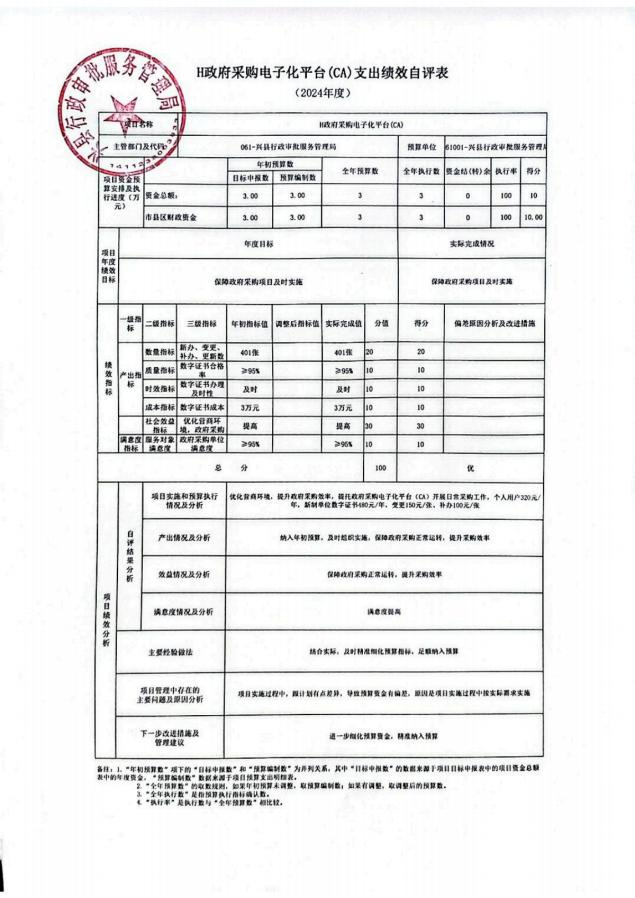 H政府采购电子化平台(CA)支出绩效自评表
（2024年度）
兴县行政审批服务管理局
项目名称 H政府采购电子化平台(CA)
主管部门及代码 061-兴县行政审批服务管理局 预算单位 61001-兴县行政审批服务管理局
项目资金预算安排及执行进度（万元） 年初预算数 全年预算数 全年执行数 资金结(转)余 执行率 得分
目标申报数 预算编制数
资金总额: 3.00 3.00 3 3 0 100 10
市县区财政资金 3.00 3.00 3 3 0 100 10.00
项目年度绩效目标 年度目标 实际完成情况
保障政府采购项目及时实施 保障政府采购项目及时实施
绩效指标 一级指标 二级指标 三级指标 年初指标值 调整后指标值 实际完成值 分值 得分 偏差原因分析及改进措施
产出指标 数量指标 新办、变更、补办、更新数 401张 401张 20 20
质量指标 数字证书合格率 ≥95% ≥95% 10 10
时效指标 数字证书办理及时性 及时 及时 10 10
成本指标 数字证书成本 3万元 3万元 10 10
社会效益指标 优化营商环境，政府采购 提高 提高 30 30
满意度指标 服务对象满意度 政府采购单位满意度 ≥95% ≥95% 10 10
总 分 100 优
项目绩效分析 自评结果分析 项目实施和预算执行情况及分析 优化营商环境，提升政府采购效率，提托政府采购电子化平台（CA）开展日常采购工作，个人用户320元/年，新制单位数字证书480元/年、变更150元/张、补办100元/张
产出情况及分析 纳入年初预算，及时组织实施，保障政府采购正常运转，提升采购效率
效益情况及分析 保障政府采购正常运转，提升采购效率
满意度情况及分析 满意度提高
主要经验做法 结合实际，及时精准细化预算指标、足额纳入预算
项目管理中存在的主要问题及原因分析 项目实施过程中，跟计划有点差异，导致预算资金有偏差，原因是项目实施过程中按实际需求实施
下一步改进措施及管理建议 进一步细化预算资金，精准纳入预算
备注：1．“年初预算数”项下的“目标申报数”和“预算编制数”为并列关系，其中“目标申报数”的数据来源于项目目标申报表中的项目资金总额
表中的年度资金，“预算编制数”数据来源于项目预算支出明细表。
2．“全年预算数”的取数规则，如果年初预算未调整，取预算编制数；如果有调整，取调整后的预算数。
3．“全年执行数”是指预算执行指标确认数。
4．“执行率”是执行数与“全年预算数”相比较。